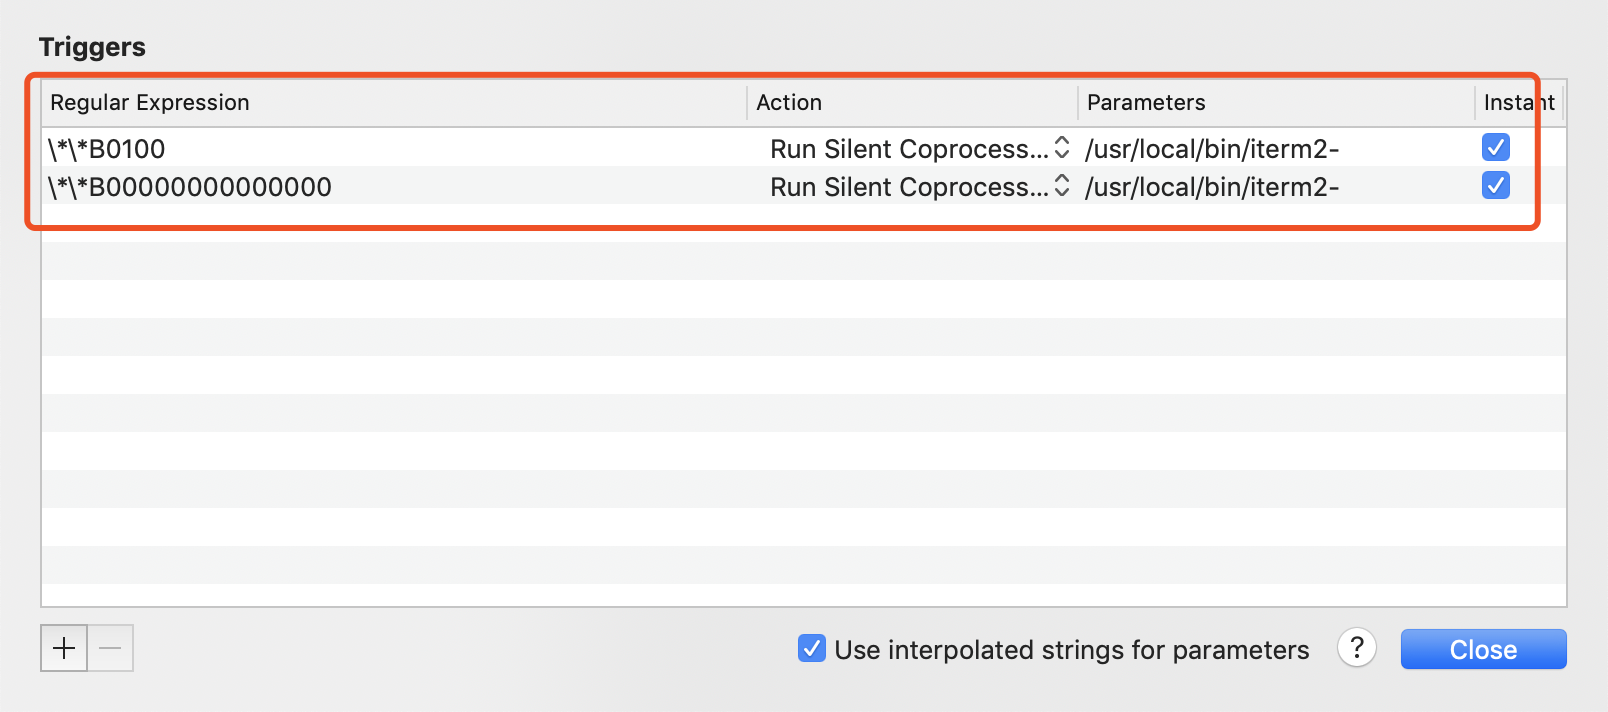 Triggers
Regular Expression Action Parameters Instant
\*\*B0100 Run Silent Coprocess... /usr/local/bin/iterm2-
\*\*B00000000000000 Run Silent Coprocess... /usr/local/bin/iterm2-
Use interpolated strings for parameters ? Close